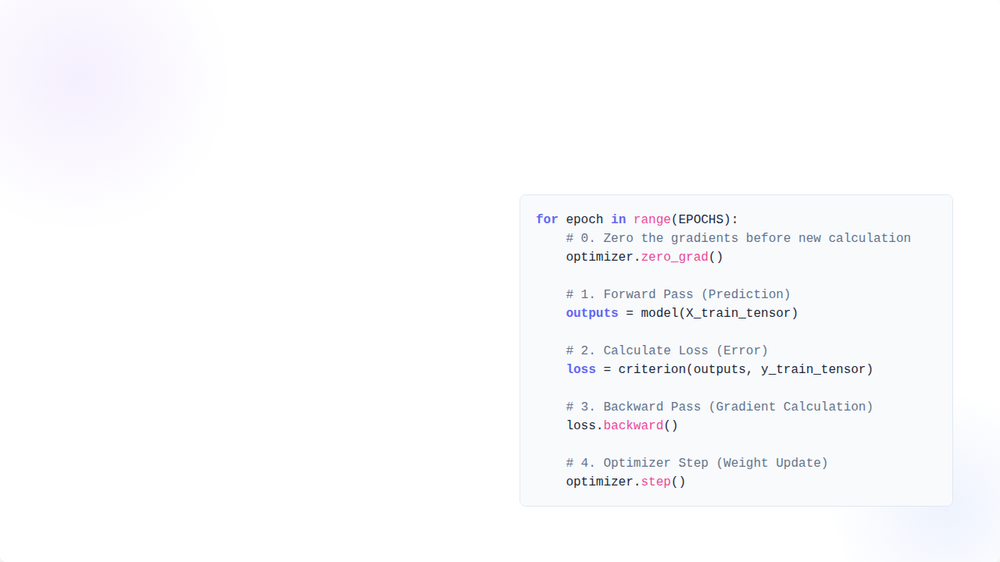 for epoch in range(EPOCHS):
    # 0. Zero the gradients before new calculation
    optimizer.zero_grad()

    # 1. Forward Pass (Prediction)
    outputs = model(X_train_tensor)

    # 2. Calculate Loss (Error)
    loss = criterion(outputs, y_train_tensor)

    # 3. Backward Pass (Gradient Calculation)
    loss.backward()

    # 4. Optimizer Step (Weight Update)
    optimizer.step()